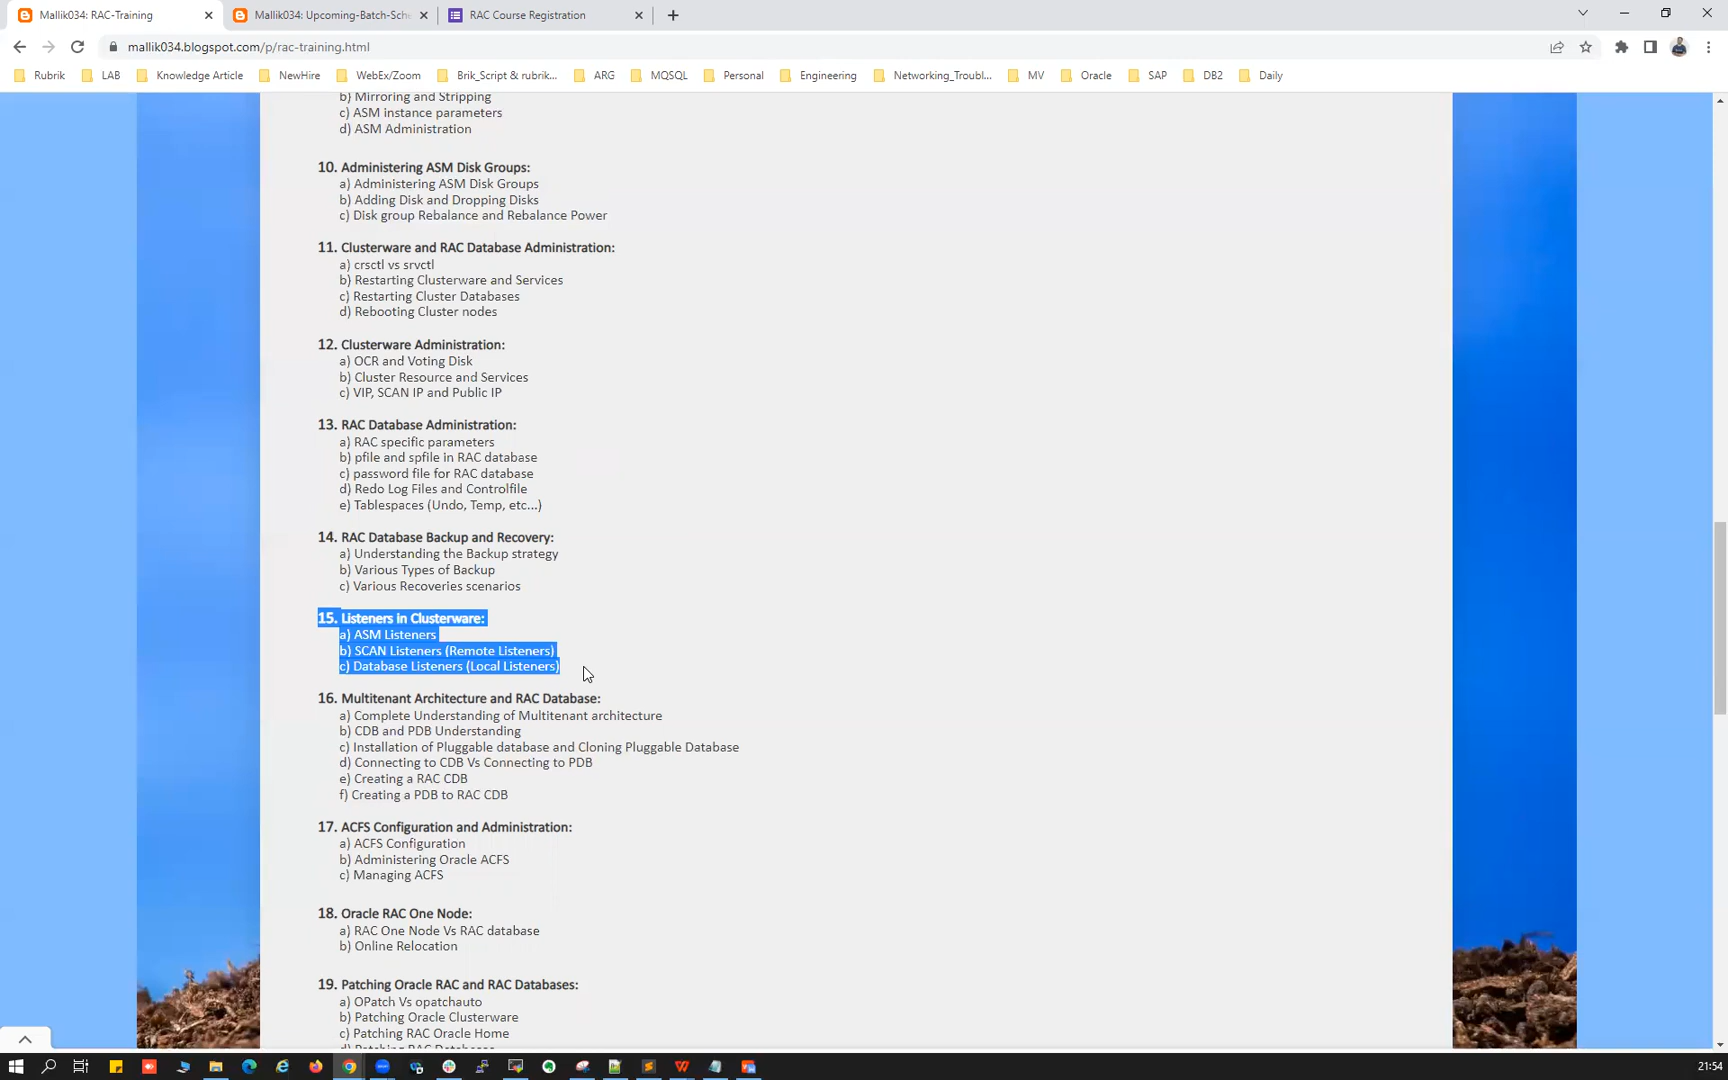 Mallik034: RAC-Training
Mallik034: Upcoming-Batch-Sch
RAC Course Registration
mallik034.blogspot.com/p/rac-training.html
Rubrik
LAB
Knowledge Article
NewHire
WebEx/Zoom
Brik_Script & rubrik...
ARG
MQSQL
Personal
Engineering
Networking_Troubl...
MV
Oracle
SAP
DB2
Daily
b) Mirroring and Stripping
c) ASM instance parameters
d) ASM Administration
10. Administering ASM Disk Groups:
a) Administering ASM Disk Groups
b) Adding Disk and Dropping Disks
c) Disk group Rebalance and Rebalance Power
11. Clusterware and RAC Database Administration:
a) crsctl vs srvctl
b) Restarting Clusterware and Services
c) Restarting Cluster Databases
d) Rebooting Cluster nodes
12. Clusterware Administration:
a) OCR and Voting Disk
b) Cluster Resource and Services
c) VIP, SCAN IP and Public IP
13. RAC Database Administration:
a) RAC specific parameters
b) pfile and spfile in RAC database
c) password file for RAC database
d) Redo Log Files and Controlfile
e) Tablespaces (Undo, Temp, etc...)
14. RAC Database Backup and Recovery:
a) Understanding the Backup strategy
b) Various Types of Backup
c) Various Recoveries scenarios
15. Listeners in Clusterware:
a) ASM Listeners
b) SCAN Listeners (Remote Listeners)
c) Database Listeners (Local Listeners)
16. Multitenant Architecture and RAC Database:
a) Complete Understanding of Multitenant architecture
b) CDB and PDB Understanding
c) Installation of Pluggable database and Cloning Pluggable Database
d) Connecting to CDB Vs Connecting to PDB
e) Creating a RAC CDB
f) Creating a PDB to RAC CDB
17. ACFS Configuration and Administration:
a) ACFS Configuration
b) Administering Oracle ACFS
c) Managing ACFS
18. Oracle RAC One Node:
a) RAC One Node Vs RAC database
b) Online Relocation
19. Patching Oracle RAC and RAC Databases:
a) OPatch Vs opatchauto
b) Patching Oracle Clusterware
c) Patching RAC Oracle Home
d) Patching RAC Databases
21:54